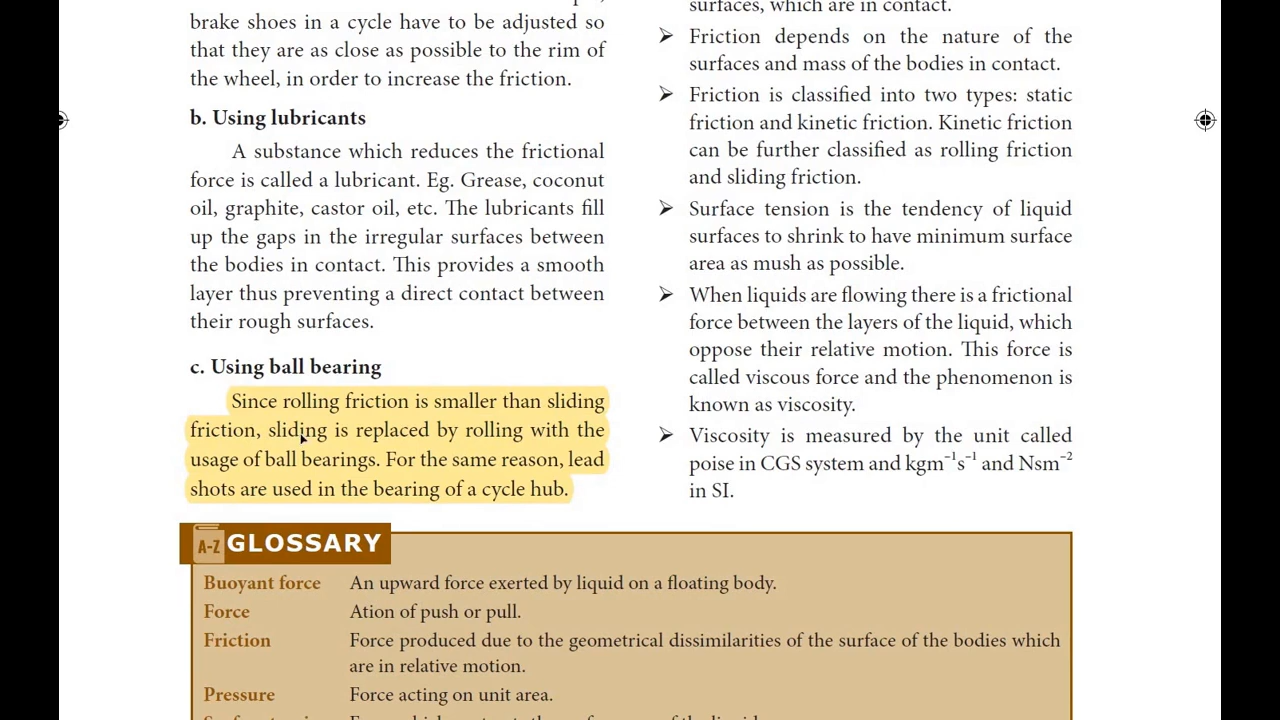 brake shoes in a cycle have to be adjusted so
that they are as close as possible to the rim of
the wheel, in order to increase the friction.
b. Using lubricants
A substance which reduces the frictional
force is called a lubricant. Eg. Grease, coconut
oil, graphite, castor oil, etc. The lubricants fill
up the gaps in the irregular surfaces between
the bodies in contact. This provides a smooth
layer thus preventing a direct contact between
their rough surfaces.
c. Using ball bearing
Since rolling friction is smaller than sliding
friction, sliding is replaced by rolling with the
usage of ball bearings. For the same reason, lead
shots are used in the bearing of a cycle hub.
surfaces, which are in contact.
➢ Friction depends on the nature of the
surfaces and mass of the bodies in contact.
➢ Friction is classified into two types: static
friction and kinetic friction. Kinetic friction
can be further classified as rolling friction
and sliding friction.
➢ Surface tension is the tendency of liquid
surfaces to shrink to have minimum surface
area as mush as possible.
➢ When liquids are flowing there is a frictional
force between the layers of the liquid, which
oppose their relative motion. This force is
called viscous force and the phenomenon is
known as viscosity.
➢ Viscosity is measured by the unit called
poise in CGS system and kgm⁻¹s⁻¹ and Nsm⁻²
in SI.
A-Z GLOSSARY
Buoyant force An upward force exerted by liquid on a floating body.
Force Ation of push or pull.
Friction Force produced due to the geometrical dissimilarities of the surface of the bodies which
are in relative motion.
Pressure Force acting on unit area.